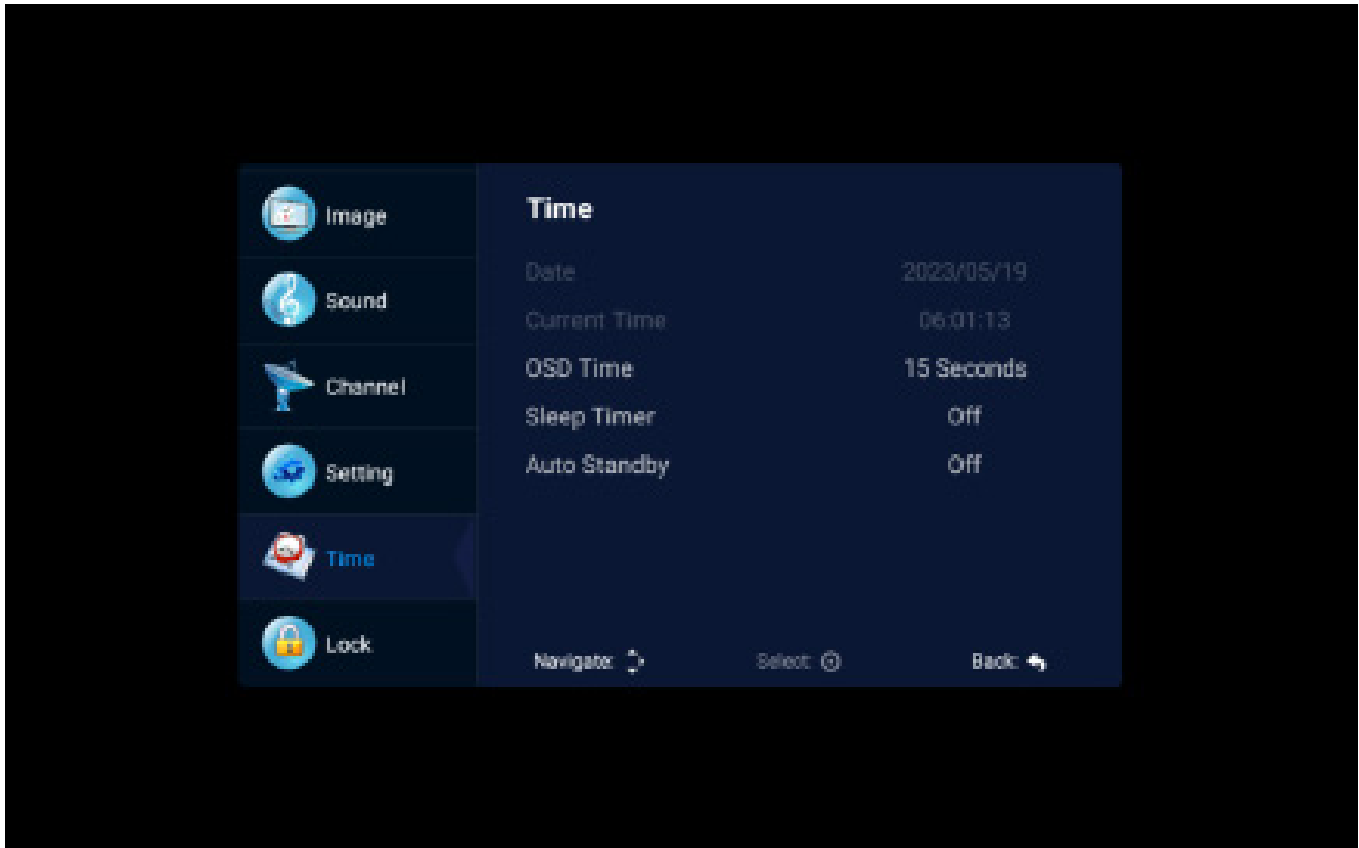 Image
Sound
Channel
Setting
Time
Lock
Time
Date 2023/05/19
Current Time 06:01:13
OSD Time 15 Seconds
Sleep Timer Off
Auto Standby Off
Navigate: Select: Back: